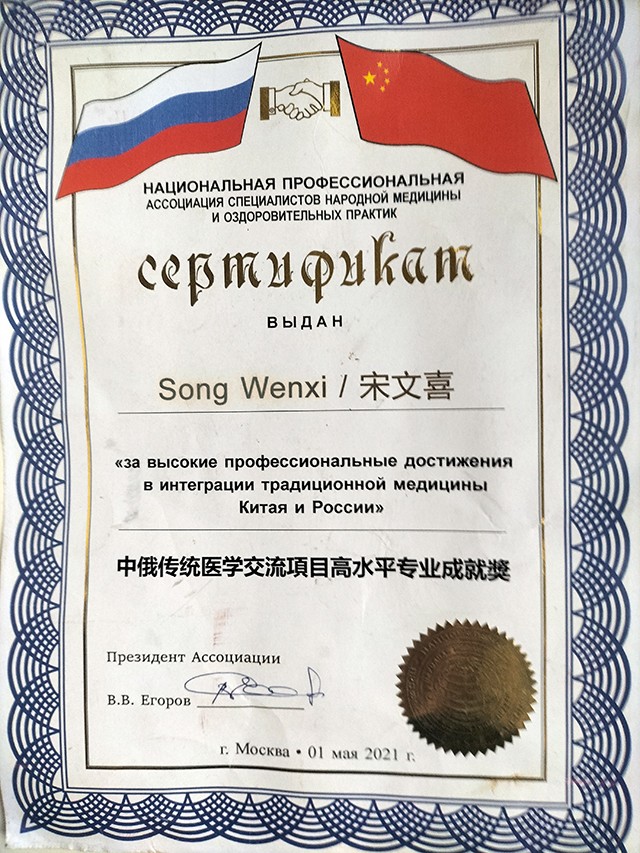 НАЦИОНАЛЬНАЯ ПРОФЕССИОНАЛЬНАЯ
АССОЦИАЦИЯ СПЕЦИАЛИСТОВ НАРОДНОЙ МЕДИЦИНЫ
И ОЗДОРОВИТЕЛЬНЫХ ПРАКТИК
сертификат
ВЫДАН
Song Wenxi / 宋文喜
«за высокие профессиональные достижения
в интеграции традиционной медицины
Китая и России»
中俄传统医学交流項目高水平专业成就獎
Президент Ассоциации
В.В. Егоров
г. Москва • 01 мая 2021 г.